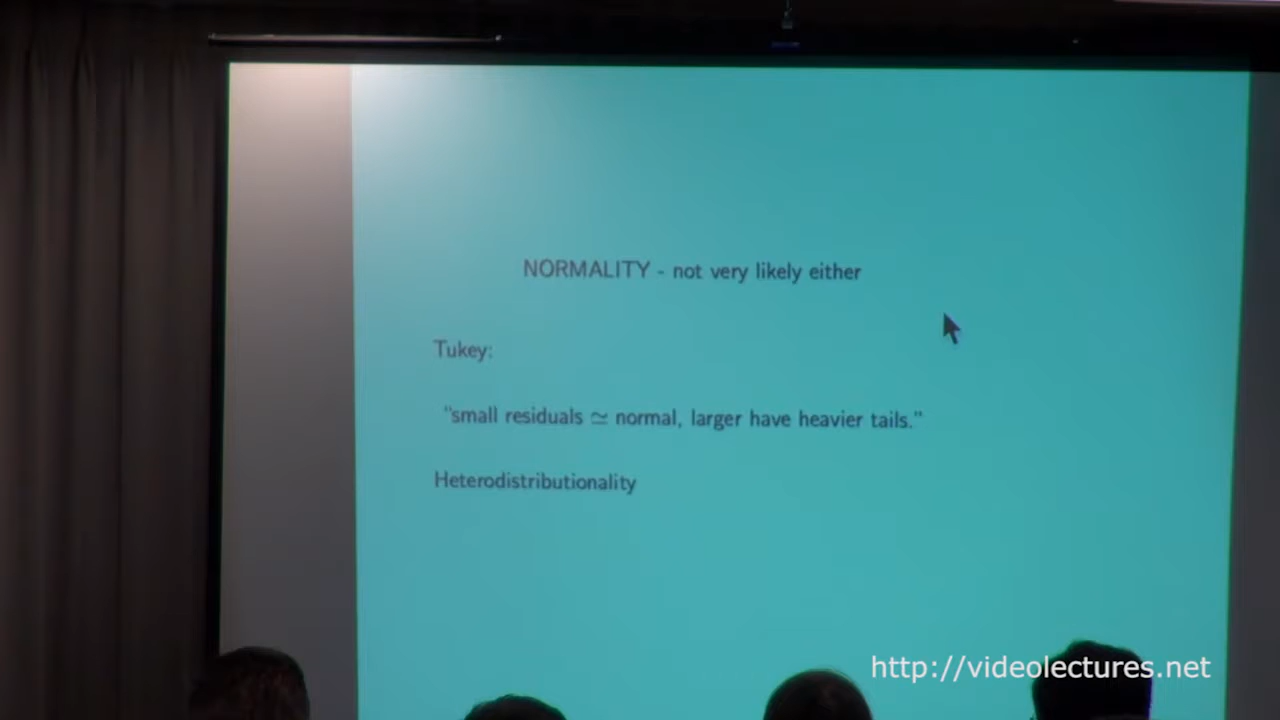 NORMALITY - not very likely either
Tukey:
"small residuals ≃ normal, larger have heavier tails."
Heterodistributionality
http://videolectures.net